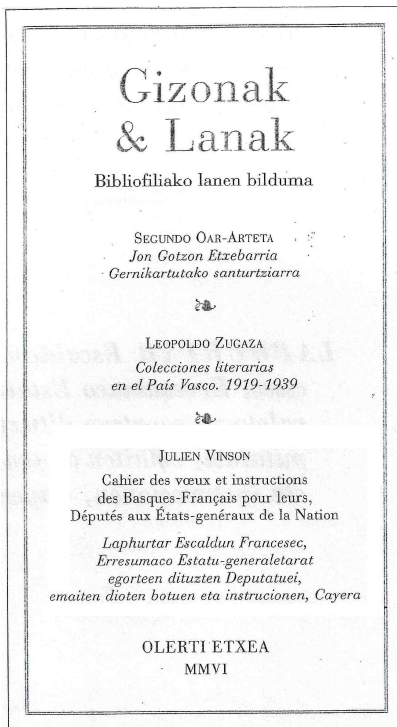 Gizonak
& Lanak
Bibliofiliako lanen bilduma
SEGUNDO OAR-ARTETA
Jon Gotzon Etxebarria
Gernikartutako santurtziarra
LEOPOLDO ZUGAZA
Colecciones literarias
en el País Vasco. 1919-1939
JULIEN VINSON
Cahier des vœux et instructions
des Basques-Français pour leurs,
Députés aux États-genéraux de la Nation
Laphurtar Escaldun Francesec,
Erresumaco Estatu-generaletarat
egorteen dituzten Deputatuei,
emaiten dioten botuen eta instrucionen, Cayera
OLERTI ETXEA
MMVI